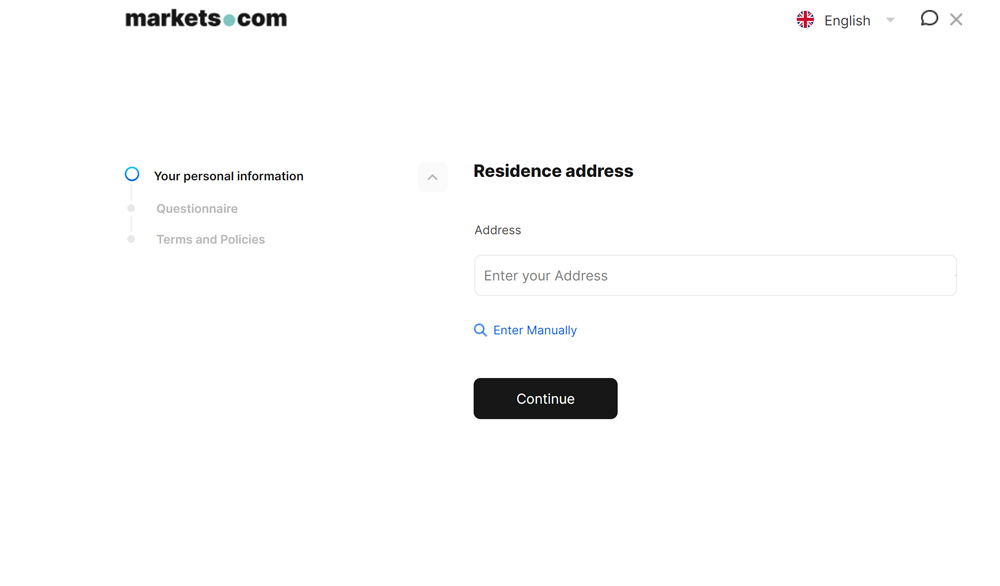 markets.com
English
Your personal information
Questionnaire
Terms and Policies
Residence address
Address
Enter your Address
Enter Manually
Continue